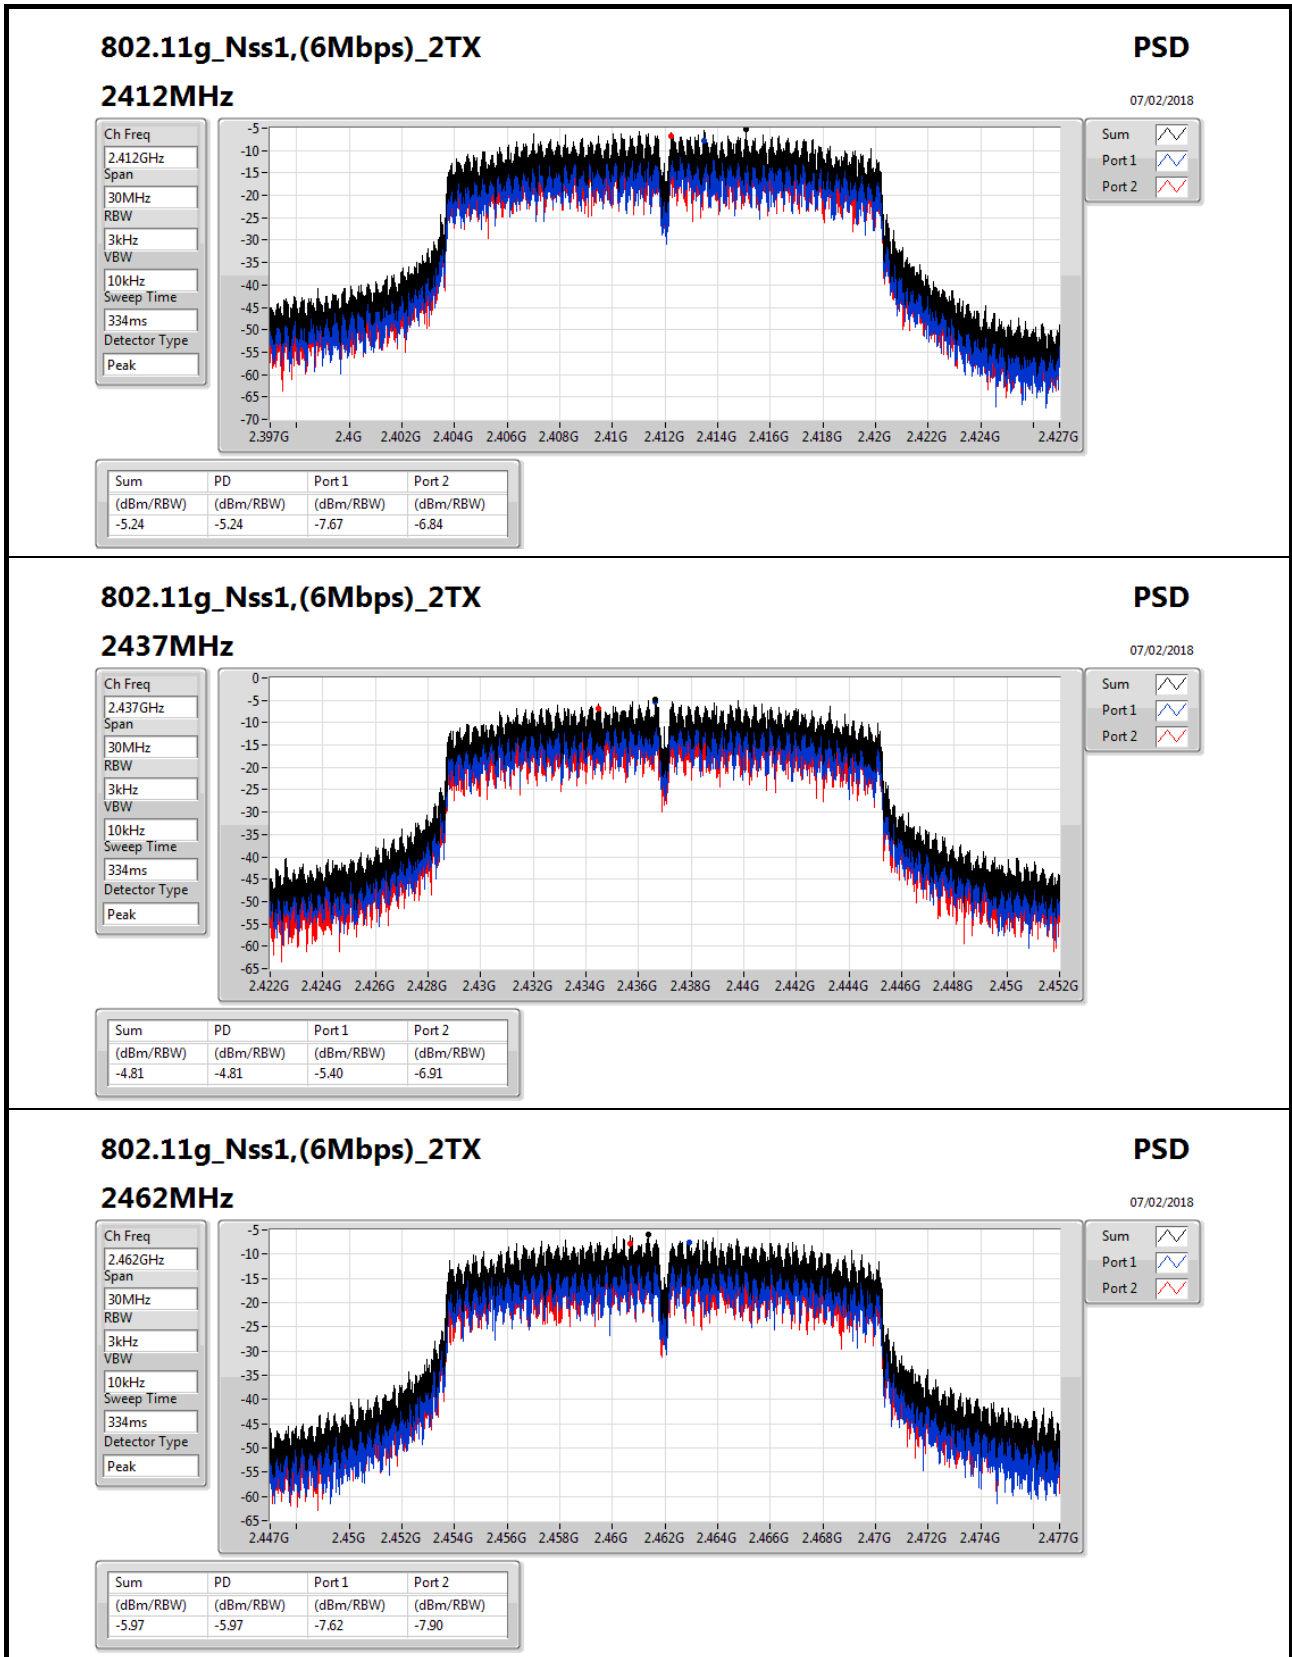 802.11g_Nss1,(6Mbps)_2TX PSD
2412MHz 07/02/2018
Ch Freq
2.412GHz
Span
30MHz
RBW
3kHz
VBW
10kHz
Sweep Time
334ms
Detector Type
Peak
-5
-10
-15
-20
-25
-30
-35
-40
-45
-50
-55
-60
-65
-70
2.397G 2.4G 2.402G 2.404G 2.406G 2.408G 2.41G 2.412G 2.414G 2.416G 2.418G 2.42G 2.422G 2.424G 2.427G
Sum
Port 1
Port 2
Sum PD Port 1 Port 2
(dBm/RBW) (dBm/RBW) (dBm/RBW) (dBm/RBW)
-5.24 -5.24 -7.67 -6.84
802.11g_Nss1,(6Mbps)_2TX PSD
2437MHz 07/02/2018
Ch Freq
2.437GHz
Span
30MHz
RBW
3kHz
VBW
10kHz
Sweep Time
334ms
Detector Type
Peak
0
-5
-10
-15
-20
-25
-30
-35
-40
-45
-50
-55
-60
-65
2.422G 2.424G 2.426G 2.428G 2.43G 2.432G 2.434G 2.436G 2.438G 2.44G 2.442G 2.444G 2.446G 2.448G 2.45G 2.452G
Sum
Port 1
Port 2
Sum PD Port 1 Port 2
(dBm/RBW) (dBm/RBW) (dBm/RBW) (dBm/RBW)
-4.81 -4.81 -5.40 -6.91
802.11g_Nss1,(6Mbps)_2TX PSD
2462MHz 07/02/2018
Ch Freq
2.462GHz
Span
30MHz
RBW
3kHz
VBW
10kHz
Sweep Time
334ms
Detector Type
Peak
-5
-10
-15
-20
-25
-30
-35
-40
-45
-50
-55
-60
-65
2.447G 2.45G 2.452G 2.454G 2.456G 2.458G 2.46G 2.462G 2.464G 2.466G 2.468G 2.47G 2.472G 2.474G 2.477G
Sum
Port 1
Port 2
Sum PD Port 1 Port 2
(dBm/RBW) (dBm/RBW) (dBm/RBW) (dBm/RBW)
-5.97 -5.97 -7.62 -7.90